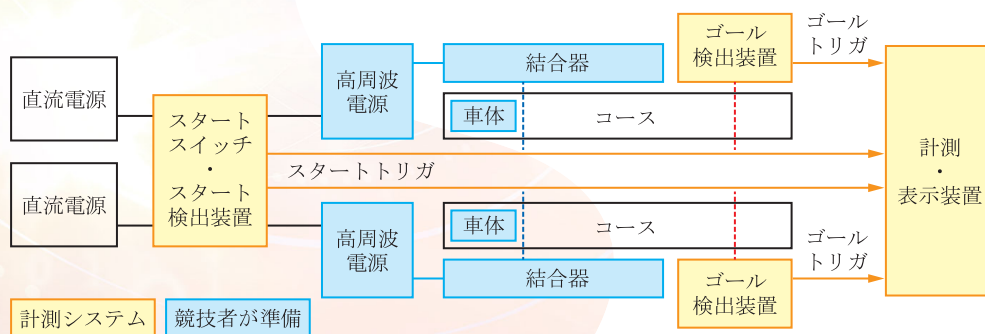 直流電源
直流電源
スタート
スイッチ
・
スタート
検出装置
高周波
電源
結合器
車体
コース
ゴール
検出装置
ゴール
トリガ
スタートトリガ
高周波
電源
車体
コース
結合器
ゴール
検出装置
ゴール
トリガ
計測
・
表示装置
計測システム
競技者が準備